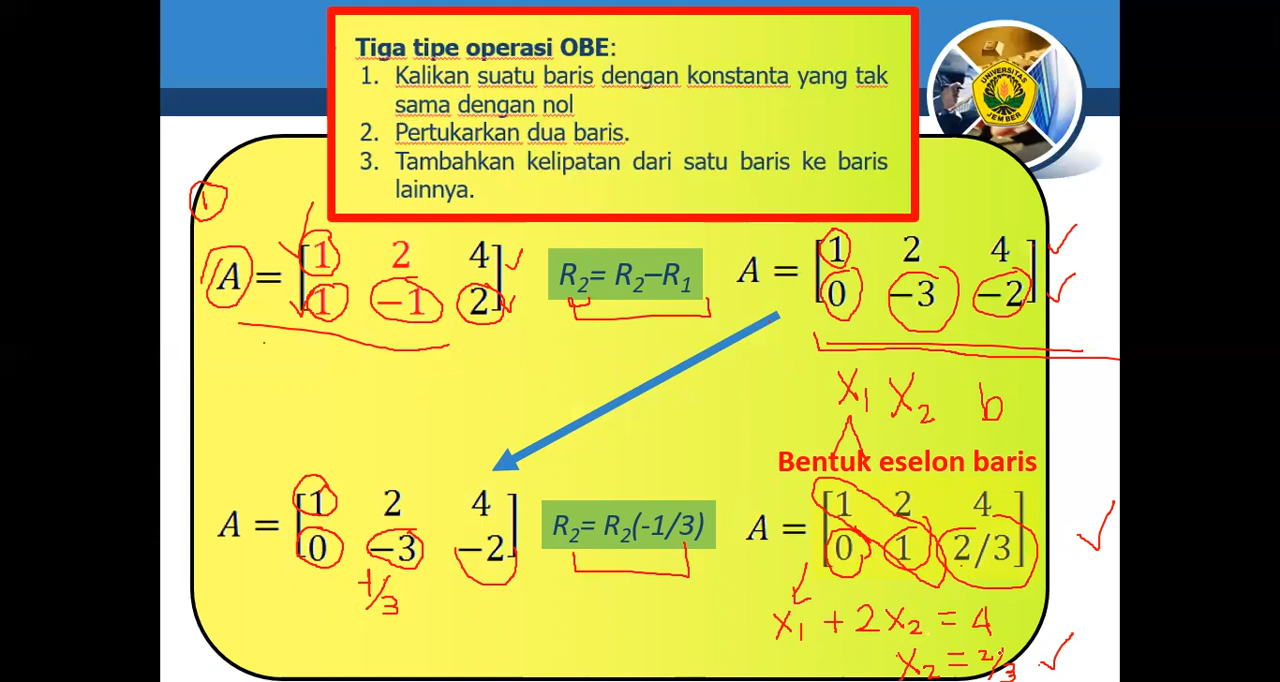 Tiga tipe operasi OBE:
1. Kalikan suatu baris dengan konstanta yang tak
sama dengan nol
2. Pertukarkan dua baris.
3. Tambahkan kelipatan dari satu baris ke baris
lainnya.
UNIVERSITAS
JEMBER
1
A = [1 2 4
1 −1 2]
R₂= R₂−R₁
A = [1 2 4
0 −3 −2]
x₁ x₂ b
Bentuk eselon baris
A = [1 2 4
0 −3 −2]
-1/3
R₂= R₂(-1/3)
A = [1 2 4
0 1 2/3]
x₁ + 2x₂ = 4
x₂ = 2/3